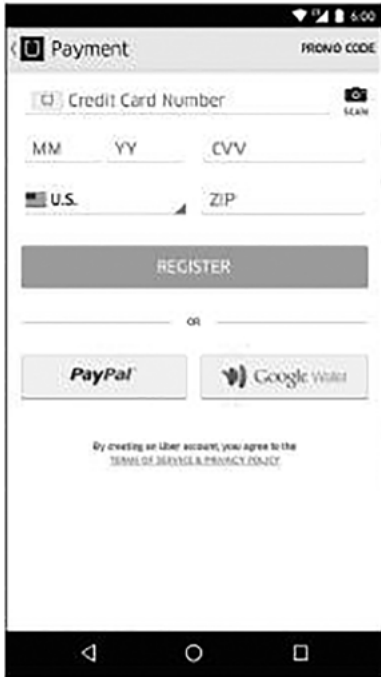 6:00
Payment
PROMO CODE
Credit Card Number
SCAN
MM YY CVV
U.S. ZIP
REGISTER
OR
PayPal Google Wallet
By creating an Uber account, you agree to the
TERMS OF SERVICE & PRIVACY POLICY